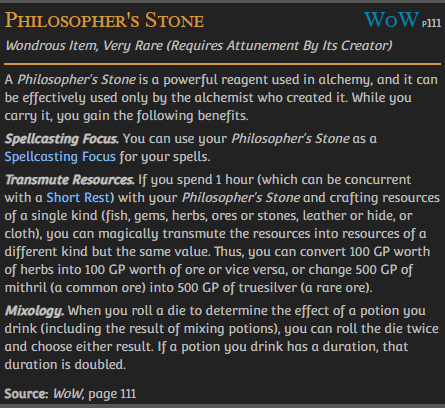 Philosopher's Stone WoW p111
Wondrous Item, Very Rare (Requires Attunement By Its Creator)
A Philosopher's Stone is a powerful reagent used in alchemy, and it can
be effectively used only by the alchemist who created it. While you
carry it, you gain the following benefits.
Spellcasting Focus. You can use your Philosopher's Stone as a
Spellcasting Focus for your spells.
Transmute Resources. If you spend 1 hour (which can be concurrent
with a Short Rest) with your Philosopher's Stone and crafting resources
of a single kind (fish, gems, herbs, ores or stones, leather or hide, or
cloth), you can magically transmute the resources into resources of a
different kind but the same value. Thus, you can convert 100 GP worth
of herbs into 100 GP worth of ore or vice versa, or change 500 GP of
mithril (a common ore) into 500 GP of truesilver (a rare ore).
Mixology. When you roll a die to determine the effect of a potion you
drink (including the result of mixing potions), you can roll the die twice
and choose either result. If a potion you drink has a duration, that
duration is doubled.
Source: WoW, page 111